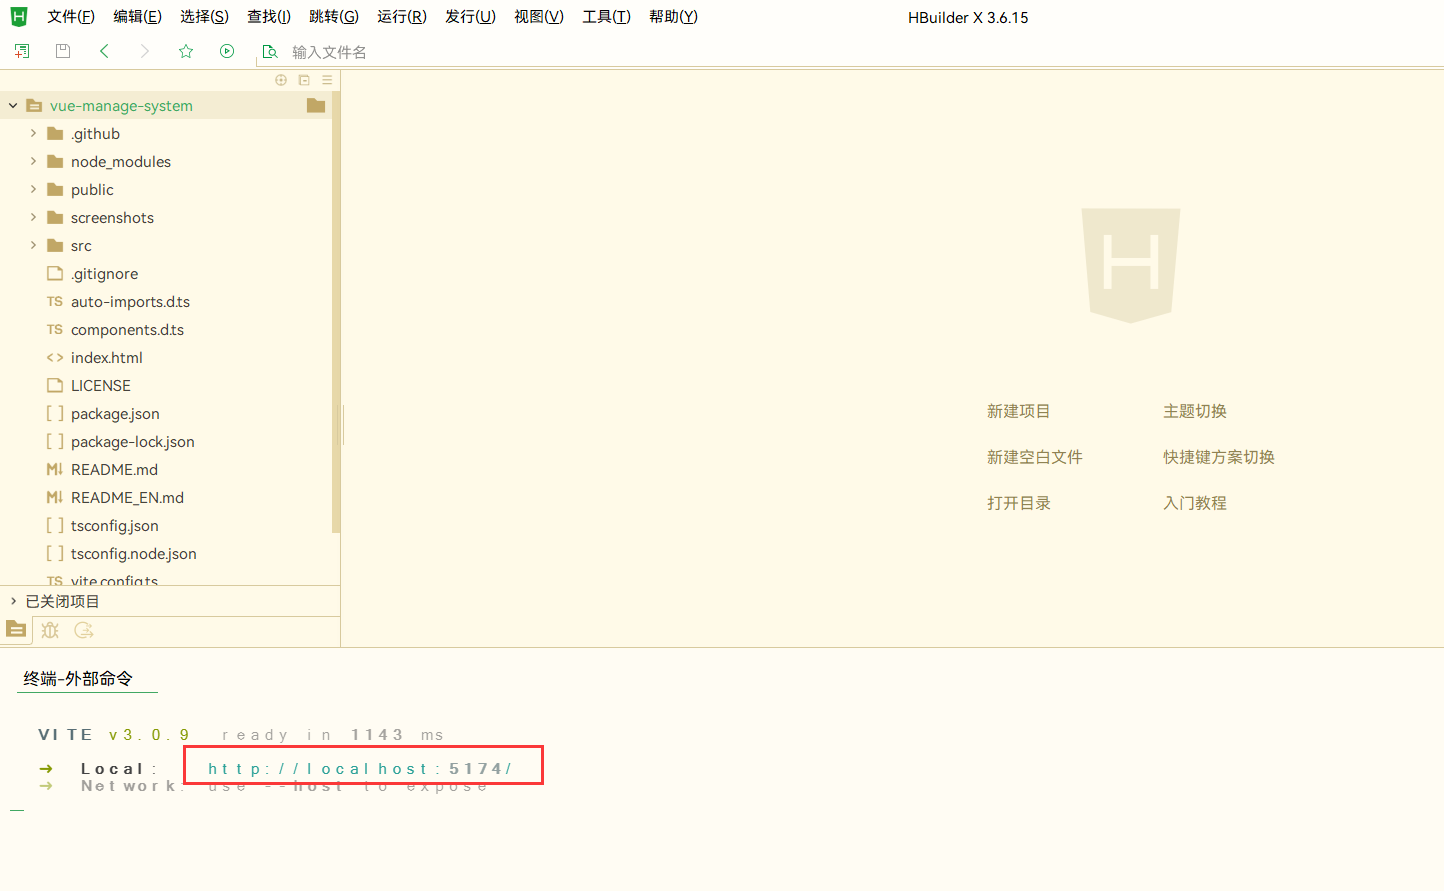 文件(F) 编辑(E) 选择(S) 查找(I) 跳转(G) 运行(R) 发行(U) 视图(V) 工具(T) 帮助(Y) HBuilder X 3.6.15
输入文件名
vue-manage-system
.github
node_modules
public
screenshots
src
.gitignore
TS auto-imports.d.ts
TS components.d.ts
<> index.html
LICENSE
[ ] package.json
[ ] package-lock.json
M↓ README.md
M↓ README_EN.md
[ ] tsconfig.json
[ ] tsconfig.node.json
TS vite.config.ts
已关闭项目
H
新建项目 主题切换
新建空白文件 快捷键方案切换
打开目录 入门教程
终端-外部命令
VITE v3.0.9 ready in 1143 ms
➜ Local: http://localhost:5174/
➜ Network: use --host to expose